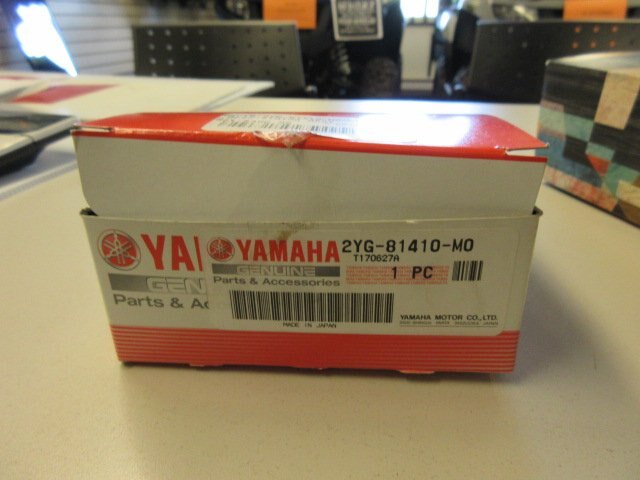 YAMAHA
GENUINE
Parts & Accessories
2YG-81410-M0
T170627A
1 PC
MADE IN JAPAN
YAMAHA MOTOR CO., LTD.
YA
GENU
Parts & Ac